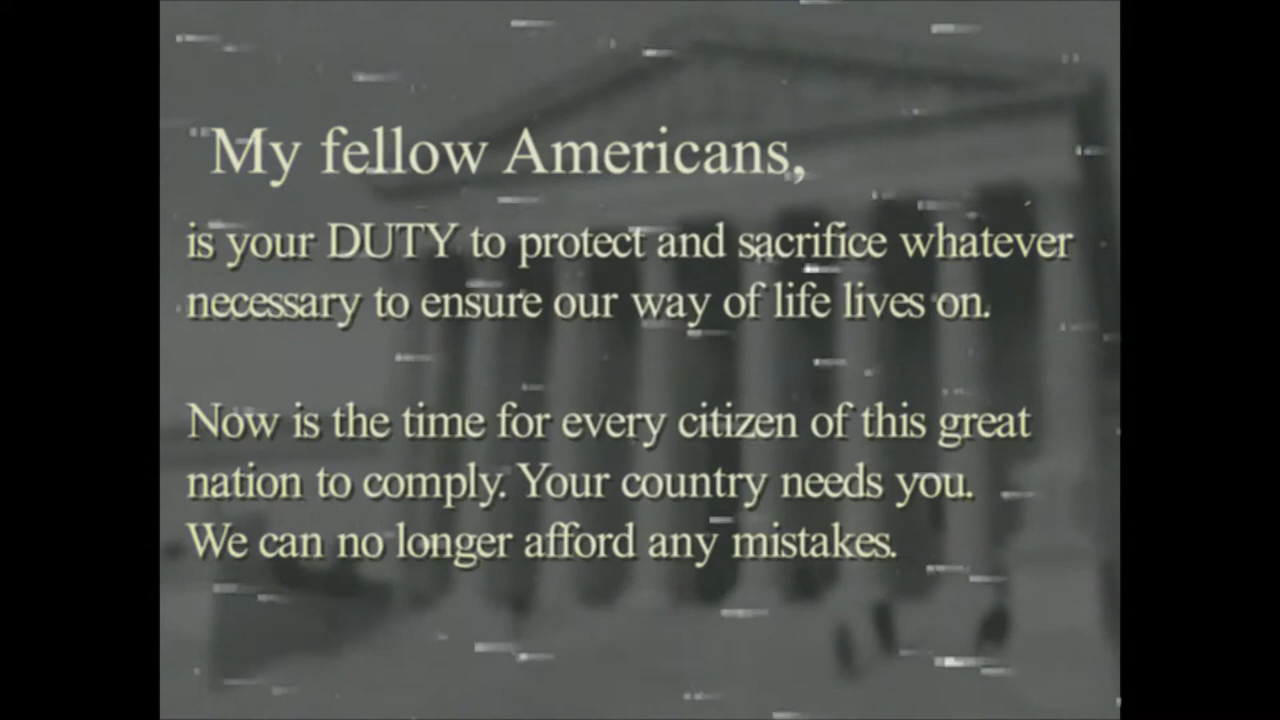 My fellow Americans,
is your DUTY to protect and sacrifice whatever
necessary to ensure our way of life lives on.
Now is the time for every citizen of this great
nation to comply. Your country needs you.
We can no longer afford any mistakes.